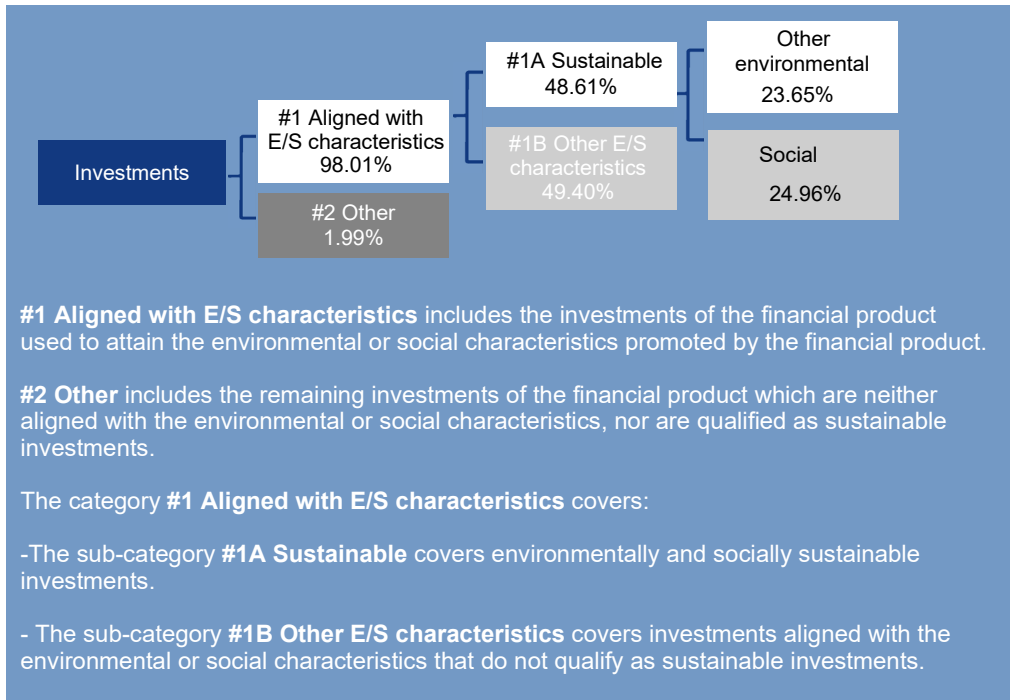 Investments
#1 Aligned with
E/S characteristics
98.01%
#2 Other
1.99%
#1A Sustainable
48.61%
#1B Other E/S
characteristics
49.40%
Other
environmental
23.65%
Social
24.96%
#1 Aligned with E/S characteristics includes the investments of the financial product
used to attain the environmental or social characteristics promoted by the financial product.
#2 Other includes the remaining investments of the financial product which are neither
aligned with the environmental or social characteristics, nor are qualified as sustainable
investments.
The category #1 Aligned with E/S characteristics covers:
-The sub-category #1A Sustainable covers environmentally and socially sustainable
investments.
- The sub-category #1B Other E/S characteristics covers investments aligned with the
environmental or social characteristics that do not qualify as sustainable investments.